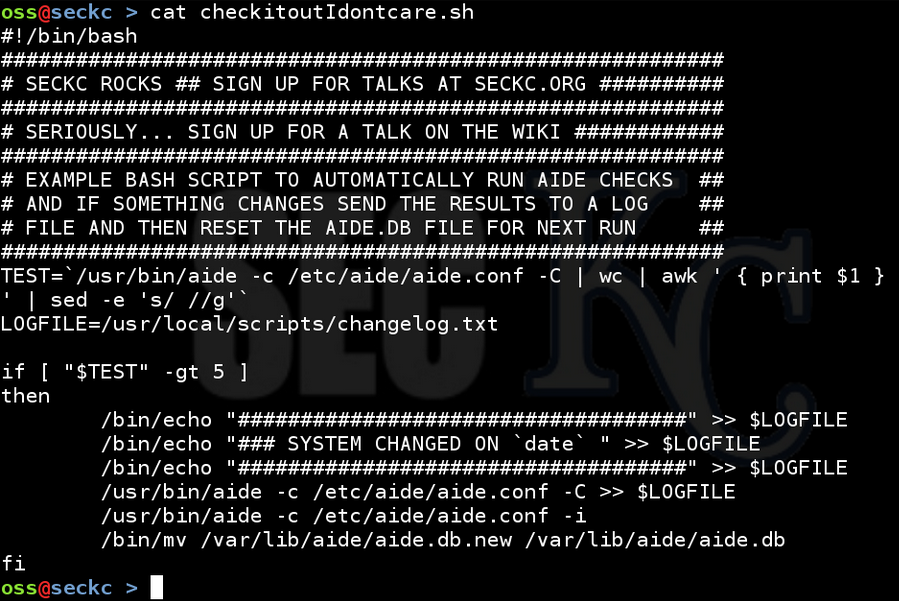 oss@seckc > cat checkitoutIdontcare.sh
#!/bin/bash
##########################################################
# SECKC ROCKS ## SIGN UP FOR TALKS AT SECKC.ORG ##########
##########################################################
# SERIOUSLY... SIGN UP FOR A TALK ON THE WIKI ############
##########################################################
# EXAMPLE BASH SCRIPT TO AUTOMATICALLY RUN AIDE CHECKS  ##
# AND IF SOMETHING CHANGES SEND THE RESULTS TO A LOG    ##
# FILE AND THEN RESET THE AIDE.DB FILE FOR NEXT RUN     ##
##########################################################
TEST=`/usr/bin/aide -c /etc/aide/aide.conf -C | wc | awk ' { print $1 }
' | sed -e 's/ //g'`
LOGFILE=/usr/local/scripts/changelog.txt

if [ "$TEST" -gt 5 ]
then
        /bin/echo "####################################" >> $LOGFILE
        /bin/echo "### SYSTEM CHANGED ON `date` " >> $LOGFILE
        /bin/echo "####################################" >> $LOGFILE
        /usr/bin/aide -c /etc/aide/aide.conf -C >> $LOGFILE
        /usr/bin/aide -c /etc/aide/aide.conf -i
        /bin/mv /var/lib/aide/aide.db.new /var/lib/aide/aide.db
fi
oss@seckc >
SEC
KC